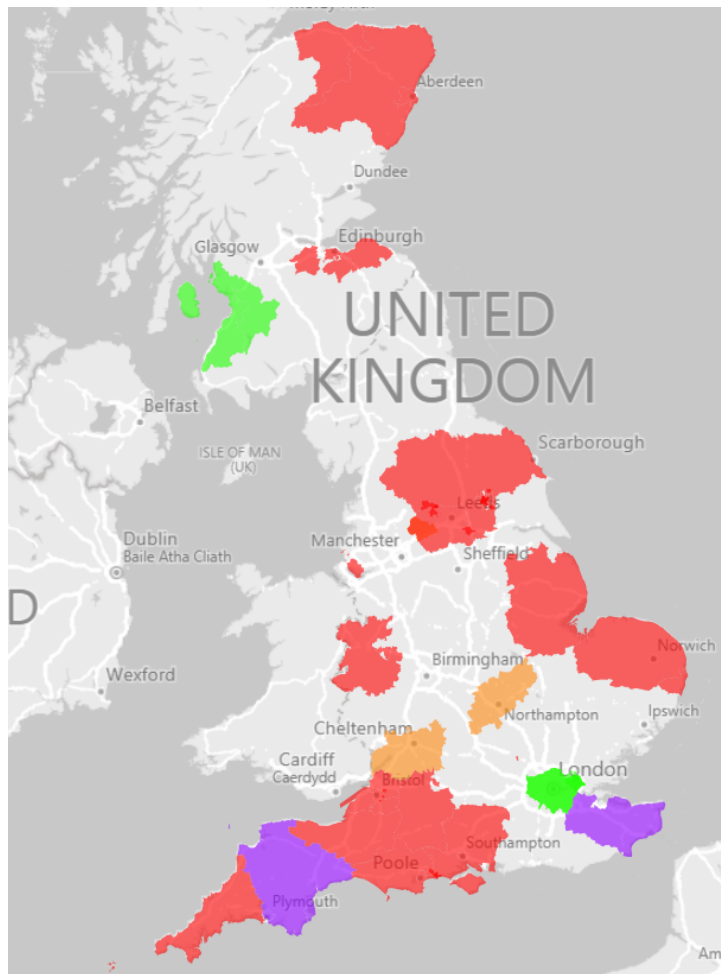 Aberdeen
Dundee
Glasgow
Edinburgh
UNITED
KINGDOM
Belfast
ISLE OF MAN
(UK)
Scarborough
Leeds
Dublin
Baile Atha Cliath
Manchester
Sheffield
D
Norwich
Wexford
Birmingham
Northampton
Ipswich
Cheltenham
Cardiff
Caerdydd
London
Bristol
Southampton
Poole
Plymouth
Am